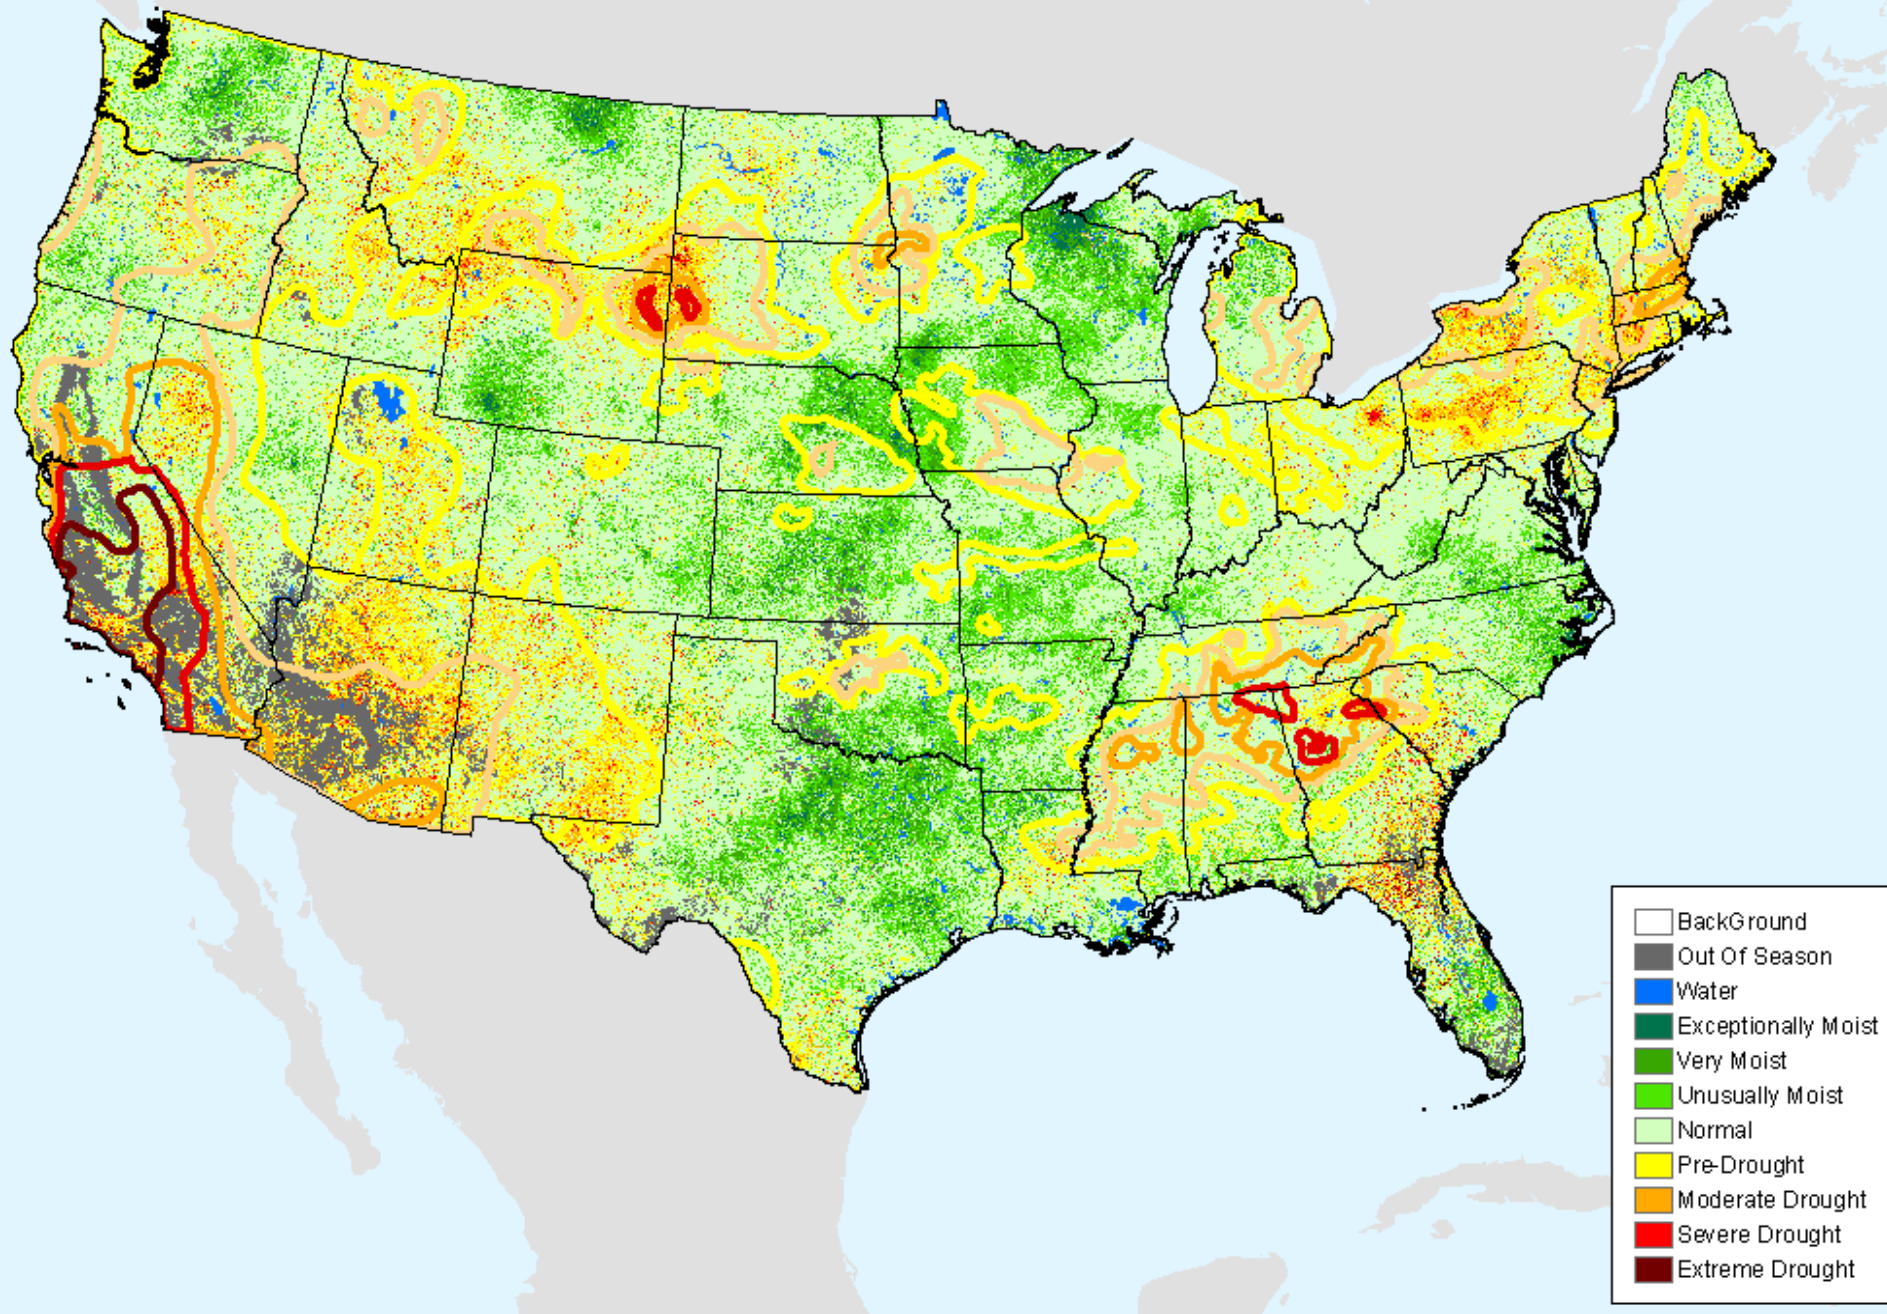 BackGround
Out Of Season
Water
Exceptionally Moist
Very Moist
Unusually Moist
Normal
Pre-Drought
Moderate Drought
Severe Drought
Extreme Drought